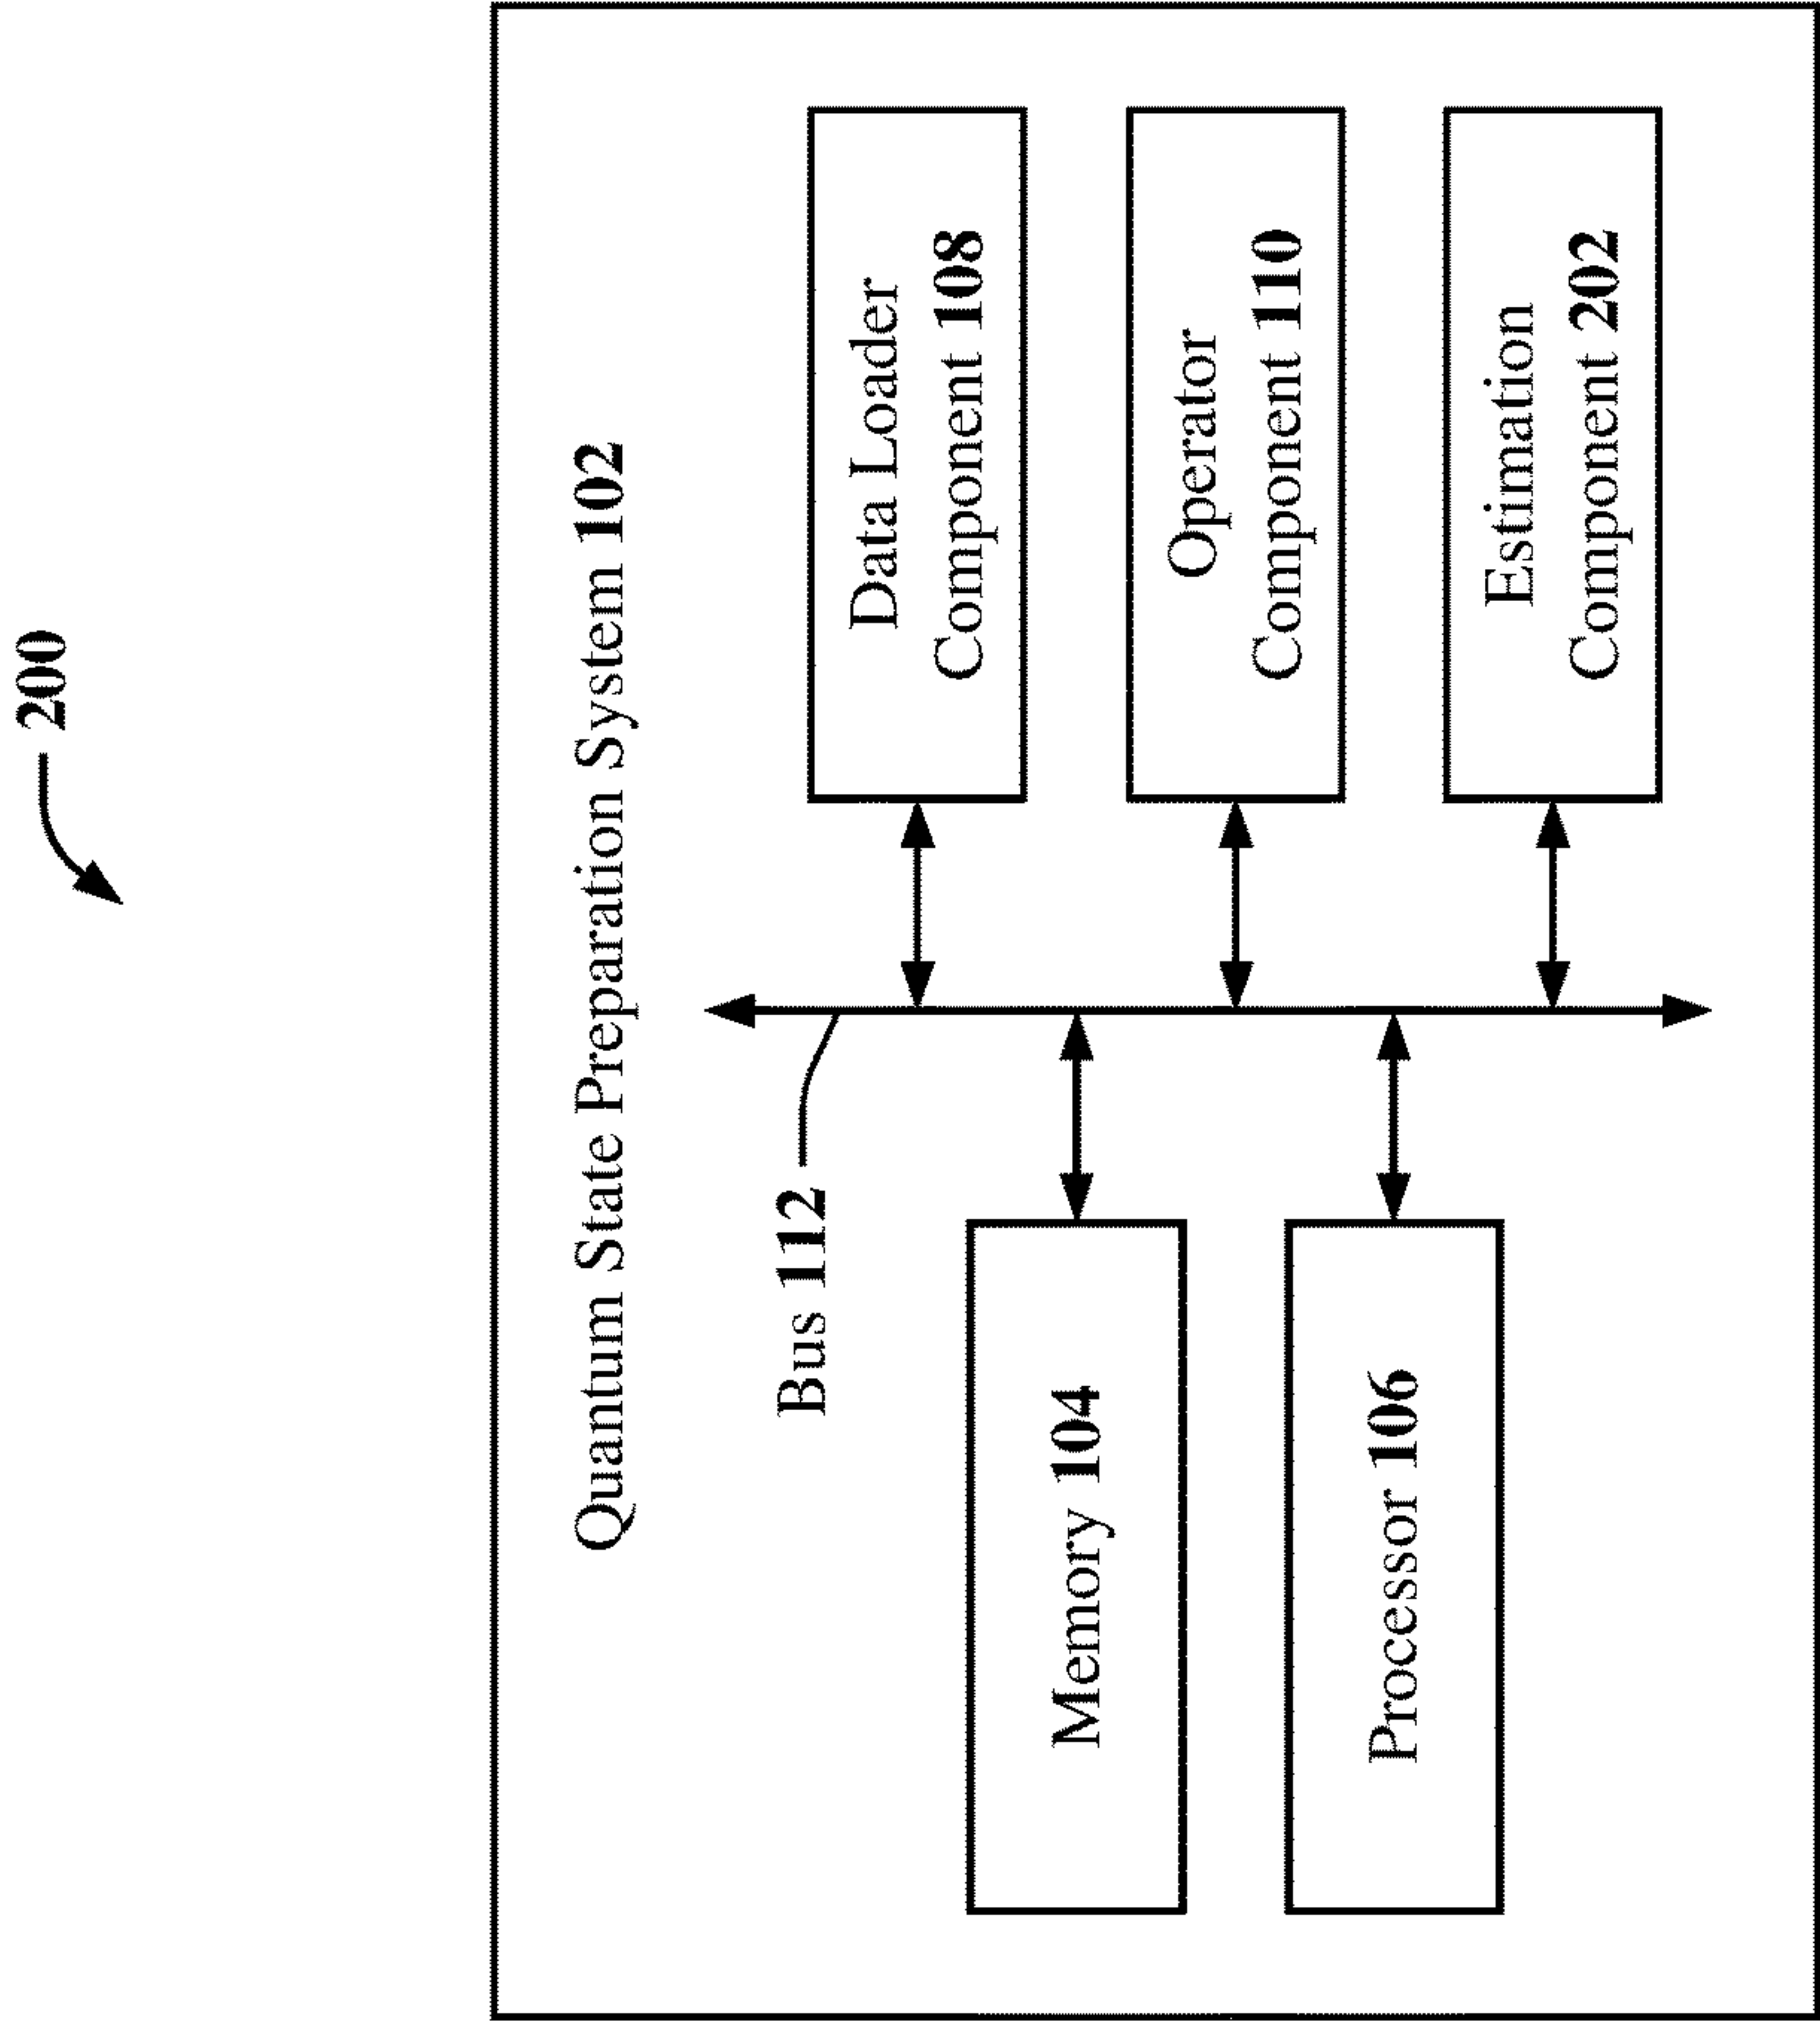 200
Quantum State Preparation System 102
Bus 112
Memory 104
Processor 106
Data Loader
Component 108
Operator
Component 110
Estimation
Component 202